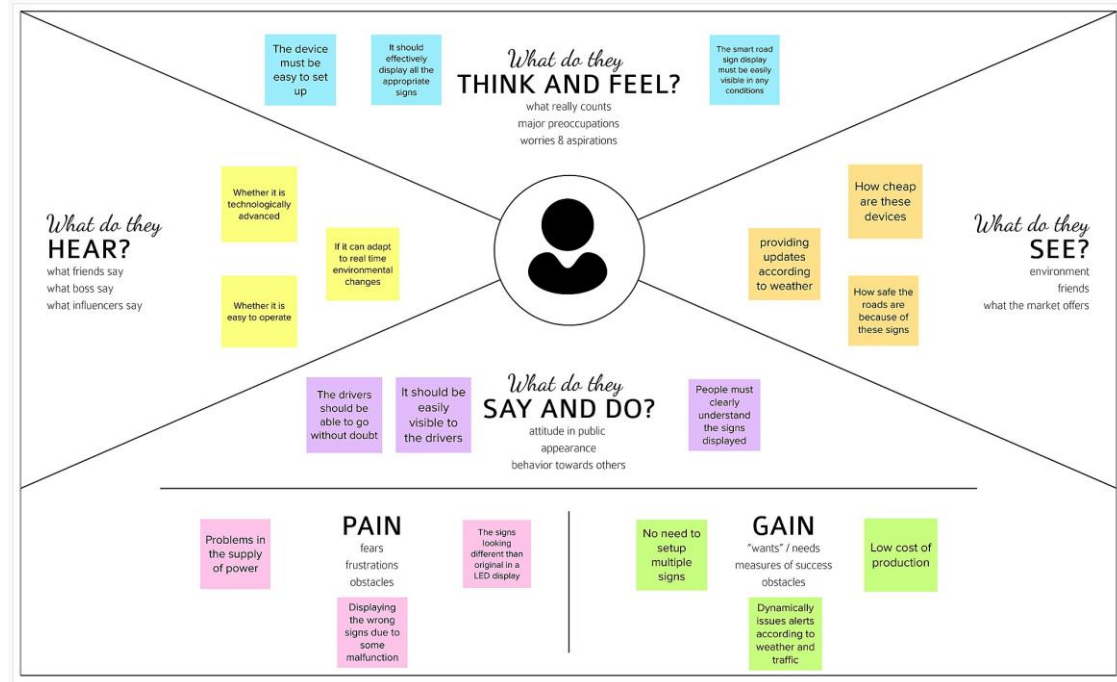 The device
must be
easy to set
up
It should
effectively
display all the
appropriate
signs
What do they
THINK AND FEEL?
what really counts
major preoccupations
worries & aspirations
The smart road
sign display
must be easily
visible in any
conditions
What do they
HEAR?
what friends say
what boss say
what influencers say
Whether it is
technologically
advanced
If it can adapt
to real time
environmental
changes
Whether it is
easy to operate
How cheap
are these
devices
providing
updates
according
to weather
How safe the
roads are
because of
these signs
What do they
SEE?
environment
friends
what the market offers
The drivers
should be
able to go
without doubt
It should be
easily
visible to
the drivers
What do they
SAY AND DO?
attitude in public
appearance
behavior towards others
People must
clearly
understand
the signs
displayed
Problems in
the supply
of power
PAIN
fears
frustrations
obstacles
The signs
looking
different than
original in a
LED display
Displaying
the wrong
signs due to
some
malfunction
No need to
setup
multiple
signs
GAIN
"wants" / needs
measures of success
obstacles
Low cost of
production
Dynamically
issues alerts
according to
weather and
traffic